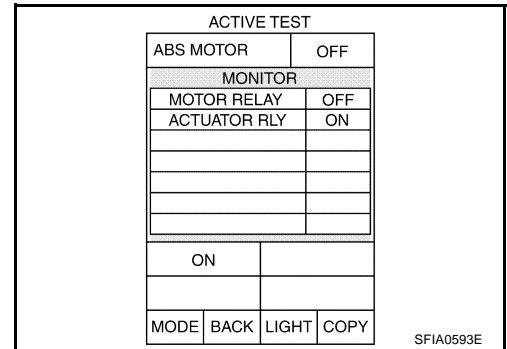 ACTIVE TEST
ABS MOTOR OFF
MONITOR
MOTOR RELAY OFF
ACTUATOR RLY ON
ON
MODE BACK LIGHT COPY
SFIA0593E